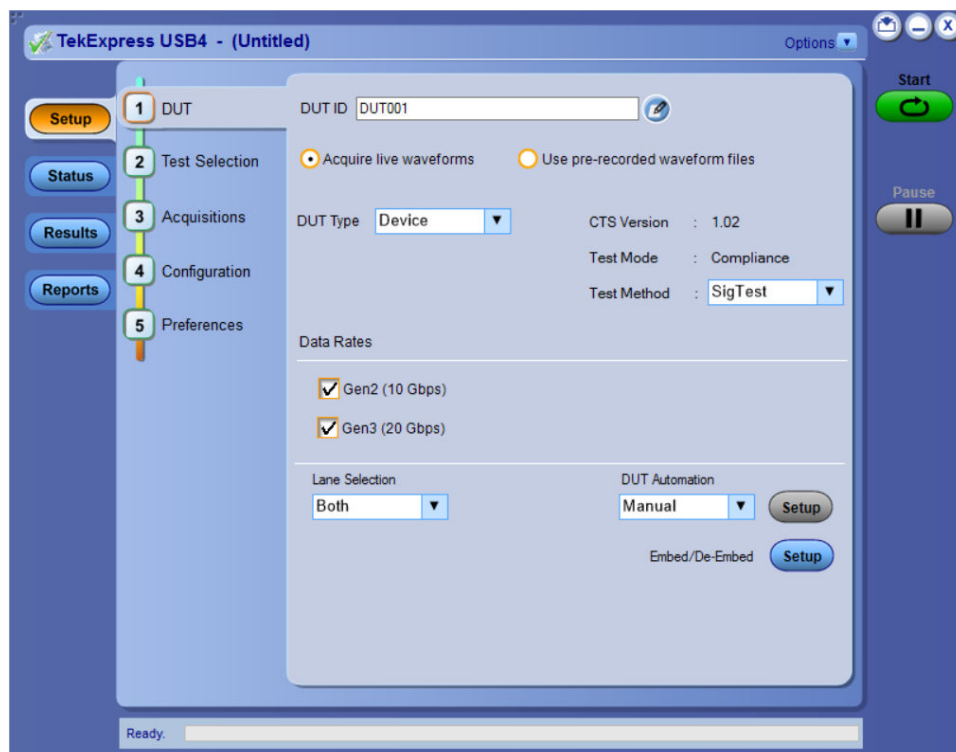 TekExpress USB4 - (Untitled)
Options
Start
Pause
Setup
Status
Results
Reports
1 DUT
2 Test Selection
3 Acquisitions
4 Configuration
5 Preferences
DUT ID DUT001
Acquire live waveforms Use pre-recorded waveform files
DUT Type Device CTS Version : 1.02
Test Mode : Compliance
Test Method : SigTest
Data Rates
Gen2 (10 Gbps)
Gen3 (20 Gbps)
Lane Selection DUT Automation
Both Manual Setup
Embed/De-Embed Setup
Ready.